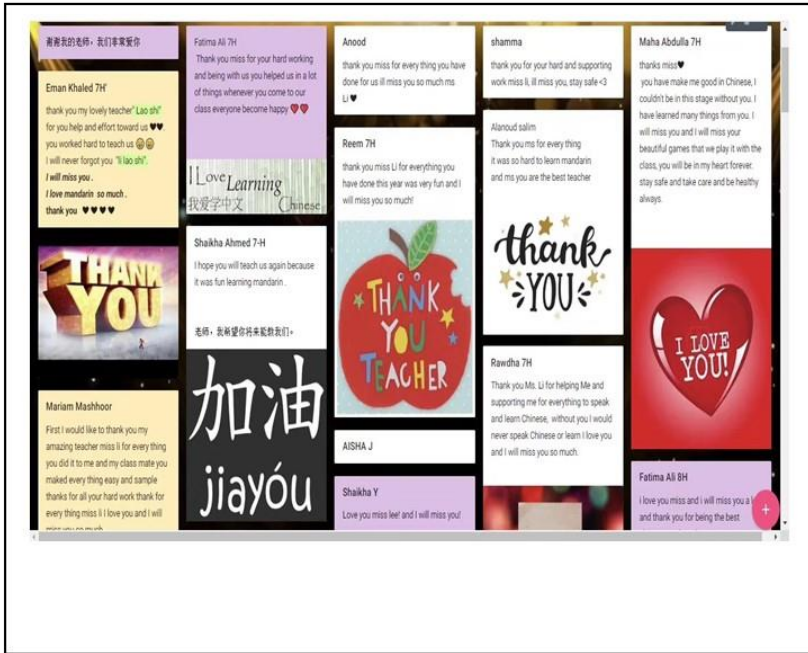 谢谢我的老师，我们非常爱你
Eman Khaled 7H'
thank you my lovely teacher" Lao shi"
for you help and effort toward us ♥♥.
you worked hard to teach us 😄😄
I will never forgot you "li lao shi".
I will miss you .
I love mandarin so much .
thank you ♥♥♥♥
THANK
YOU
Mariam Mashhoor
First I would like to thank you my
amazing teacher miss li for every thing
you did it to me and my class mate you
maked every thing easy and sample
thanks for all your hard work thank for
every thing miss li I love you and I will
miss you so much
Fatima Ali 7H
Thank you miss for your hard working
and being with us you helped us in a lot
of things whenever you come to our
class everyone become happy ❤❤
I Love Learning
我爱学中文 Chinese
Shaikha Ahmed 7-H
I hope you will teach us again because
it was fun learning mandarin .
老师，我希望你将来能教我们。
加油
jiayóu
Anood
thank you miss for everything you have
done for us ill miss you so much ms
Li ♥
Reem 7H
thank you miss Li for everything you
have done this year was very fun and I
will miss you so much!
THANK
YOU
TEACHER
AISHA J
Shaikha Y
Love you miss lee! and I will miss you!
shamma
thank you for your hard and supporting
work miss li, ill miss you, stay safe <3
Alanoud salim
Thank you ms for every thing
it was so hard to learn mandarin
and ms you are the best teacher
thank
YOU
Rawdha 7H
Thank you Ms. Li for helping Me and
supporting me for everything to speak
and learn Chinese, without you I would
never speak Chinese or learn I love you
and I will miss you so much.
Maha Abdulla 7H
thanks miss♥
you have make me good in Chinese, I
couldn't be in this stage without you. I
have learned many things from you. I
will miss you and I will miss your
beautiful games that we play it with the
class, you will be in my heart forever.
stay safe and take care and be healthy
always
I LOVE
YOU!
Fatima Ali 8H
i love you miss and i will miss you a
and thank you for being the best